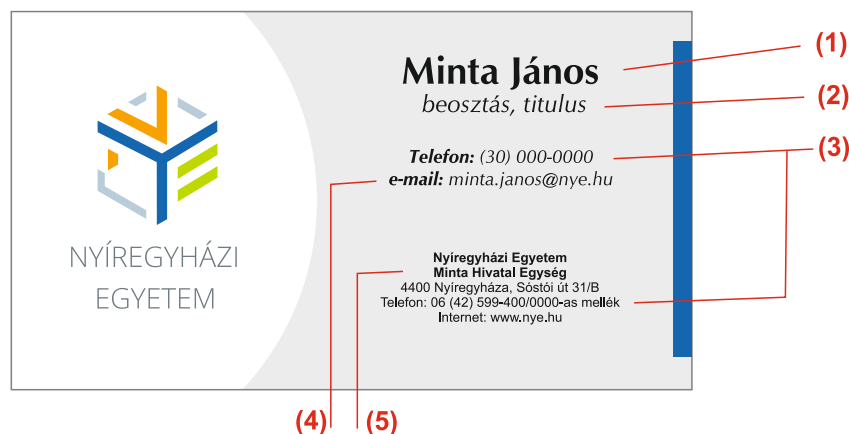 (1)
Minta János
(2)
beosztás, titulus
(3)
Telefon: (30) 000-0000
e-mail: minta.janos@nye.hu
NYÍREGYHÁZI
EGYETEM
Nyíregyházi Egyetem
Minta Hivatal Egység
4400 Nyíregyháza, Sóstói út 31/B
Telefon: 06 (42) 599-400/0000-as mellék
Internet: www.nye.hu
(4) (5)